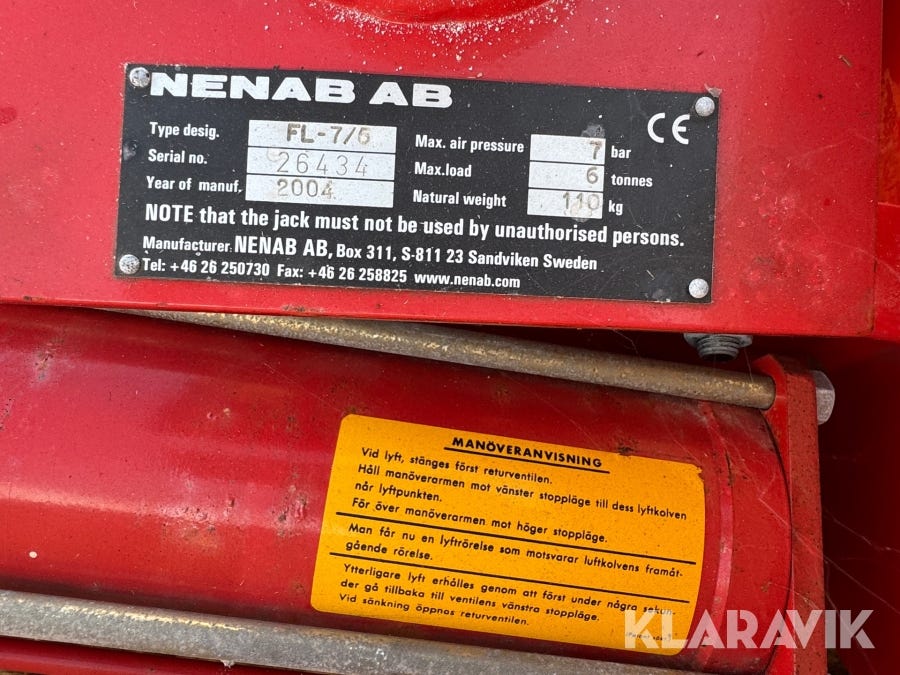 NENAB AB
CE
Type desig. FL-7/6
Serial no. 26434
Year of manuf. 2004
Max. air pressure 7 bar
Max.load 6 tonnes
Natural weight 110 kg
NOTE that the jack must not be used by unauthorised persons.
Manufacturer NENAB AB, Box 311, S-811 23 Sandviken Sweden
Tel: +46 26 250730 Fax: +46 26 258825 www.nenab.com
MANÖVERANVISNING
Vid lyft, stänges först returventilen.
Håll manöverarmen mot vänster stoppläge till dess lyftkolven
når lyftpunkten.
För över manöverarmen mot höger stoppläge.
Man får nu en lyftrörelse som motsvarar luftkolvens framåt-
gående rörelse.
Ytterligare lyft erhålles genom att först under några sekun-
der gå tillbaka till ventilens vänstra stoppläge.
Vid sänkning öppnas returventilen.
KLARAVIK